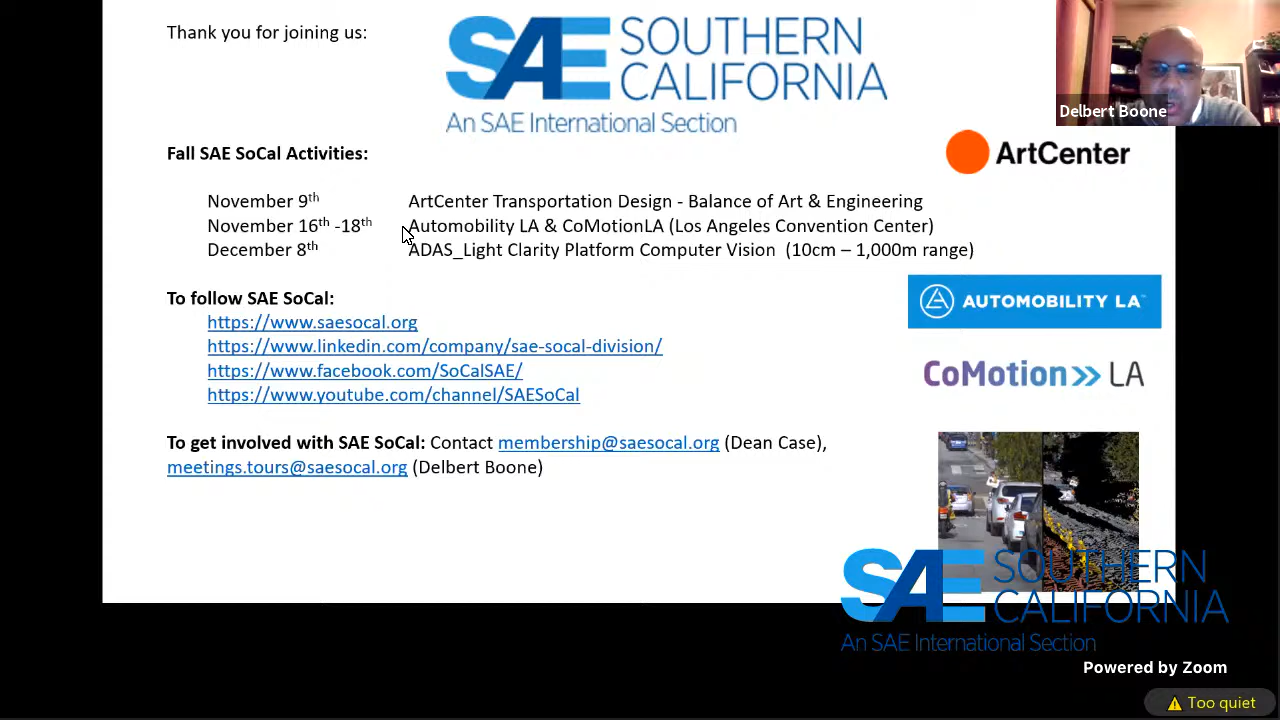 Thank you for joining us:
SAE SOUTHERN CALIFORNIA
An SAE International Section
Delbert Boone
Fall SAE SoCal Activities:
ArtCenter
November 9th ArtCenter Transportation Design - Balance of Art & Engineering
November 16th -18th Automobility LA & CoMotionLA (Los Angeles Convention Center)
December 8th ADAS_Light Clarity Platform Computer Vision (10cm – 1,000m range)
To follow SAE SoCal:
AUTOMOBILITY LA™
https://www.saesocal.org
https://www.linkedin.com/company/sae-socal-division/
https://www.facebook.com/SoCalSAE/
CoMotion LA
https://www.youtube.com/channel/SAESoCal
To get involved with SAE SoCal: Contact membership@saesocal.org (Dean Case),
meetings.tours@saesocal.org (Delbert Boone)
SAE SOUTHERN CALIFORNIA
An SAE International Section
Powered by Zoom
Too quiet